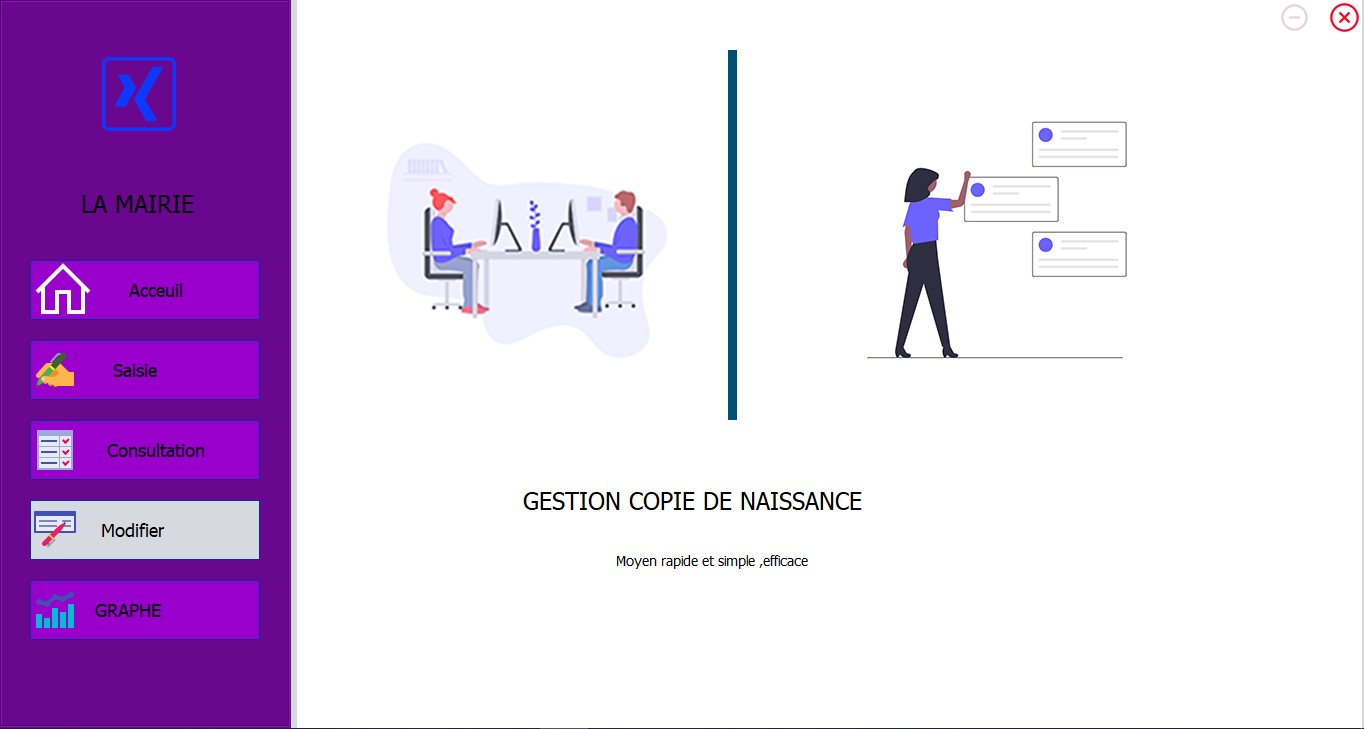 LA MAIRIE
Acceuil
Saisie
Consultation
Modifier
GRAPHE
GESTION COPIE DE NAISSANCE
Moyen rapide et simple ,efficace